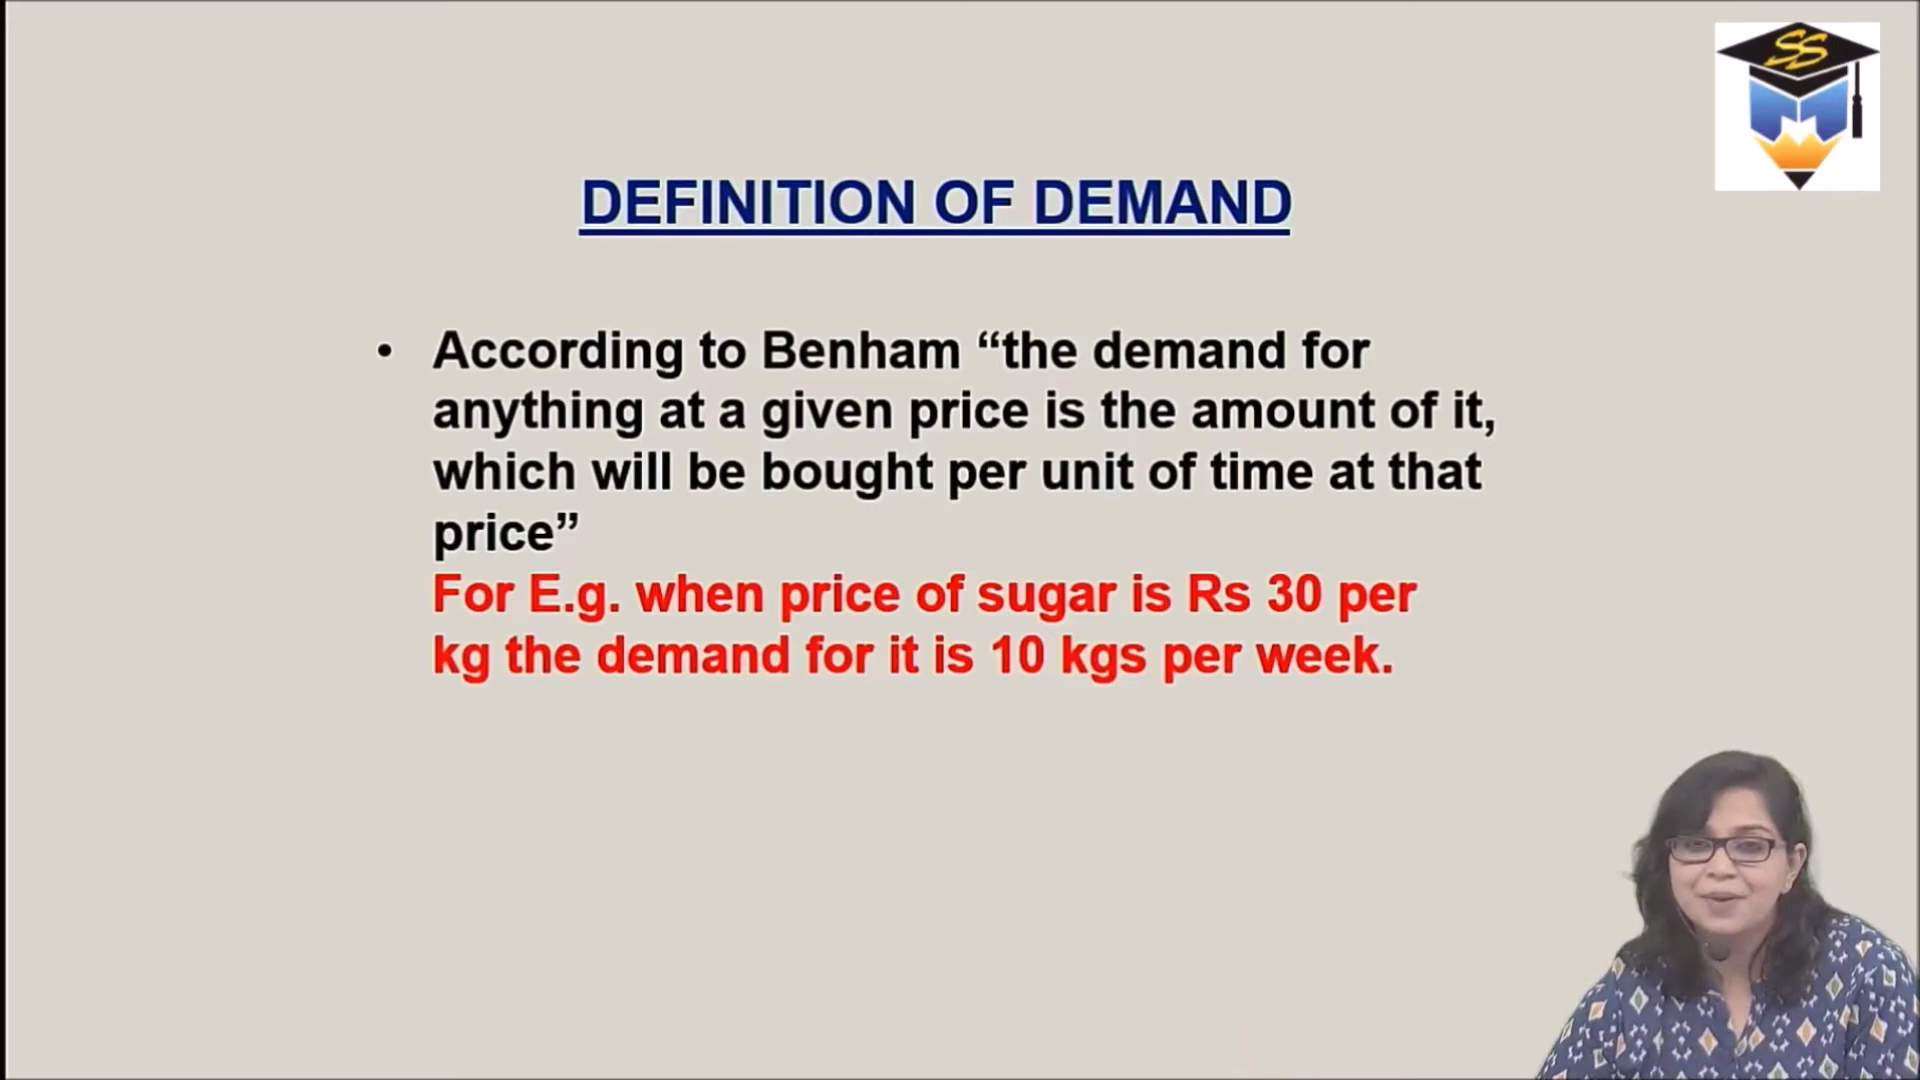 SS
DEFINITION OF DEMAND
• According to Benham “the demand for
anything at a given price is the amount of it,
which will be bought per unit of time at that
price”
For E.g. when price of sugar is Rs 30 per
kg the demand for it is 10 kgs per week.